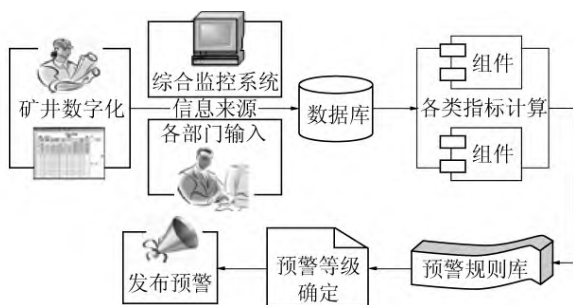 综合监控系统
矿井数字化
信息来源
各部门输入
数据库
组件
各类指标计算
组件
发布预警
预警等级
确定
预警规则库